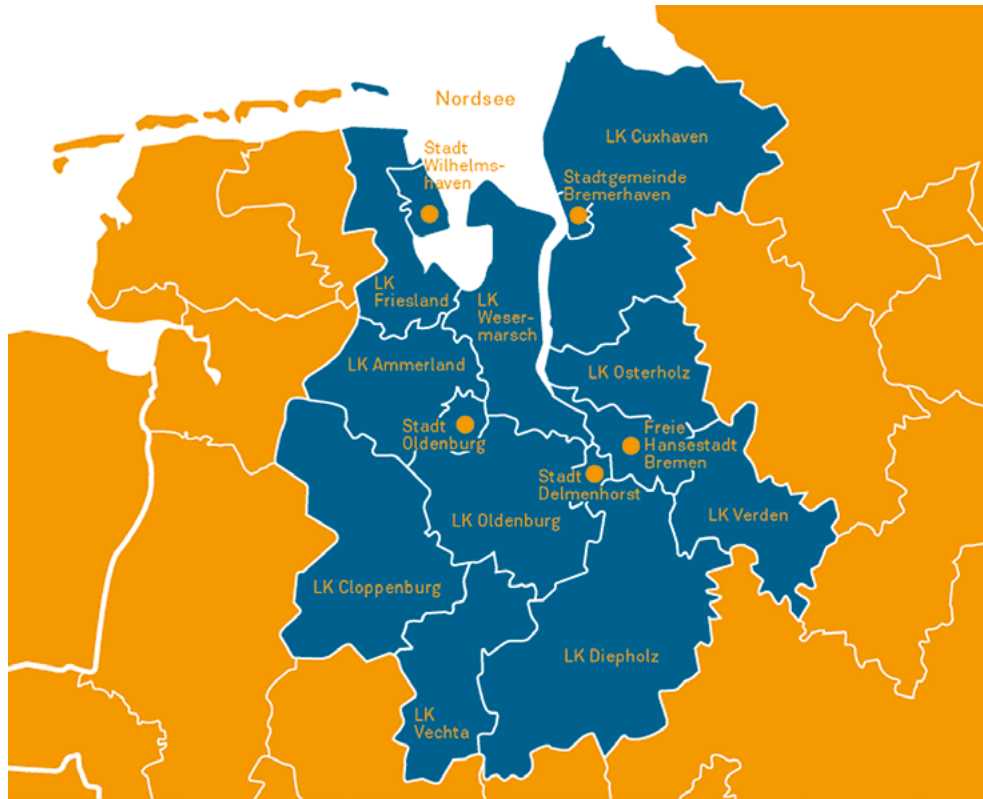 Nordsee
LK Cuxhaven
Stadt
Wilhelms-
haven
Stadtgemeinde
Bremerhaven
LK
Friesland
LK
Weser-
marsch
LK Ammerland
LK Osterholz
Stadt
Oldenburg
Freie
Hansestadt
Bremen
Stadt
Delmenhorst
LK Oldenburg
LK Verden
LK Cloppenburg
LK Diepholz
LK
Vechta